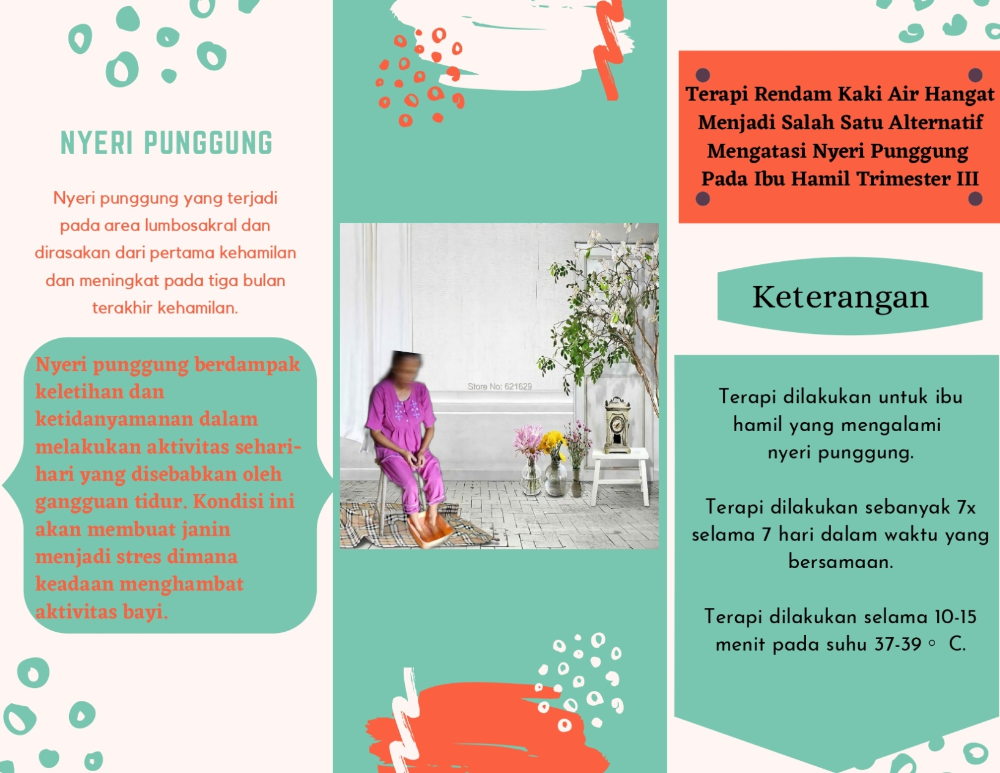 NYERI PUNGGUNG
Nyeri punggung yang terjadi
pada area lumbosakral dan
dirasakan dari pertama kehamilan
dan meningkat pada tiga bulan
terakhir kehamilan.
Nyeri punggung berdampak
keletihan dan
ketidanyamanan dalam
melakukan aktivitas sehari-
hari yang disebabkan oleh
gangguan tidur. Kondisi ini
akan membuat janin
menjadi stres dimana
keadaan menghambat
aktivitas bayi.
Store No: 621629
Terapi Rendam Kaki Air Hangat
Menjadi Salah Satu Alternatif
Mengatasi Nyeri Punggung
Pada Ibu Hamil Trimester III
Keterangan
Terapi dilakukan untuk ibu
hamil yang mengalami
nyeri punggung.
Terapi dilakukan sebanyak 7x
selama 7 hari dalam waktu yang
bersamaan.
Terapi dilakukan selama 10-15
menit pada suhu 37-39 ° C.